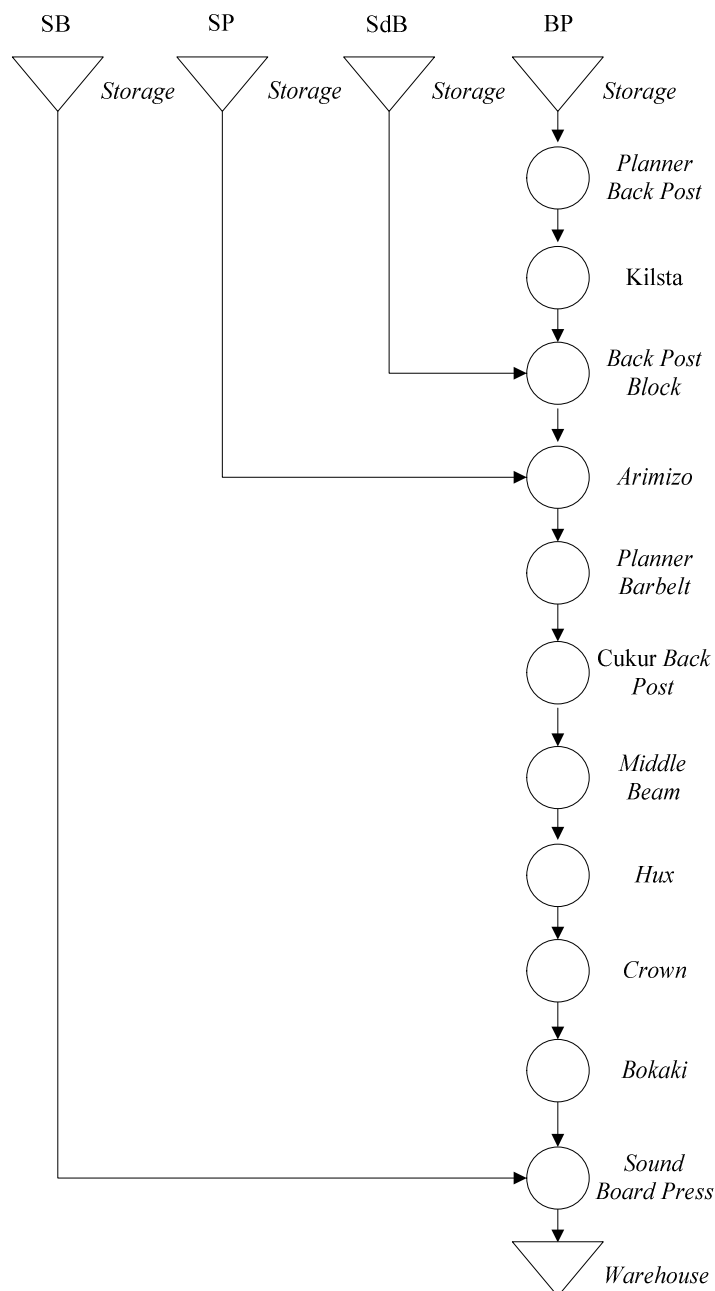 SB
SP
SdB
BP
Storage
Storage
Storage
Storage
Planner
Back Post
Kilsta
Back Post
Block
Arimizo
Planner
Barbelt
Cukur Back
Post
Middle
Beam
Hux
Crown
Bokaki
Sound
Board Press
Warehouse